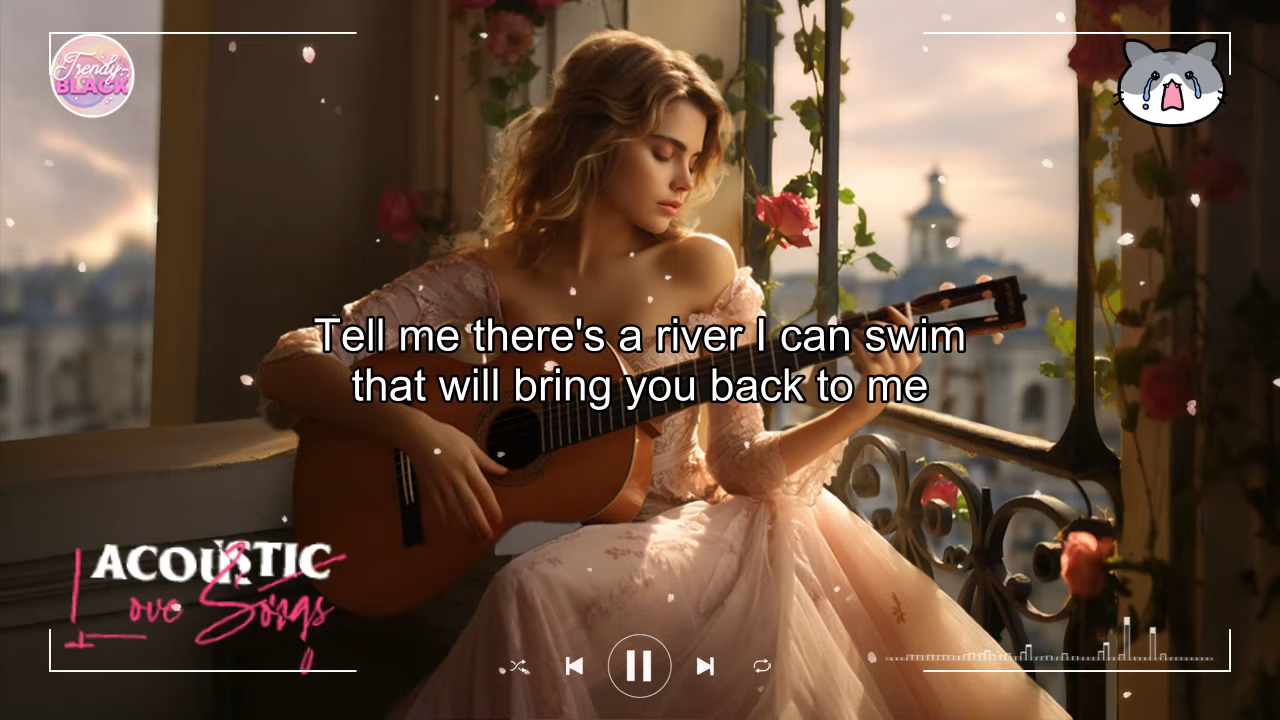 Trendy
BLACK
Tell me there's a river I can swim
that will bring you back to me
ACOUSTIC
Love Songs